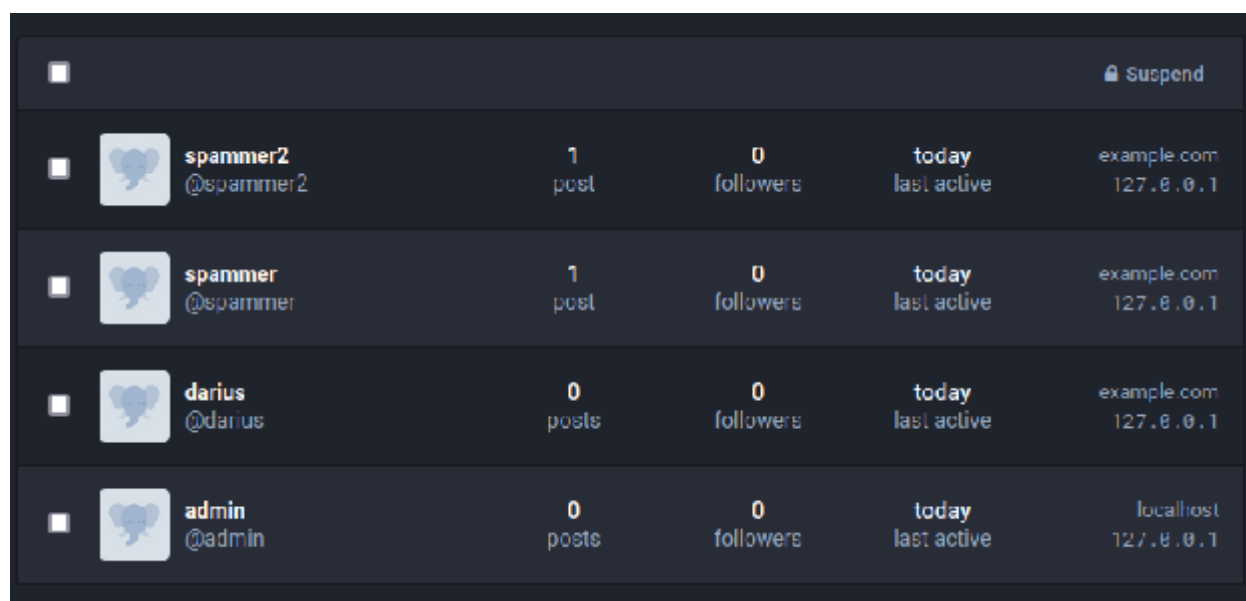 Suspend
spammer2 1 0 today example.com
@spammer2 post followers last active 127.0.0.1
spammer 1 0 today example.com
@spammer post followers last active 127.0.0.1
darius 0 0 today example.com
@darius posts followers last active 127.0.0.1
admin 0 0 today localhost
@admin posts followers last active 127.0.0.1